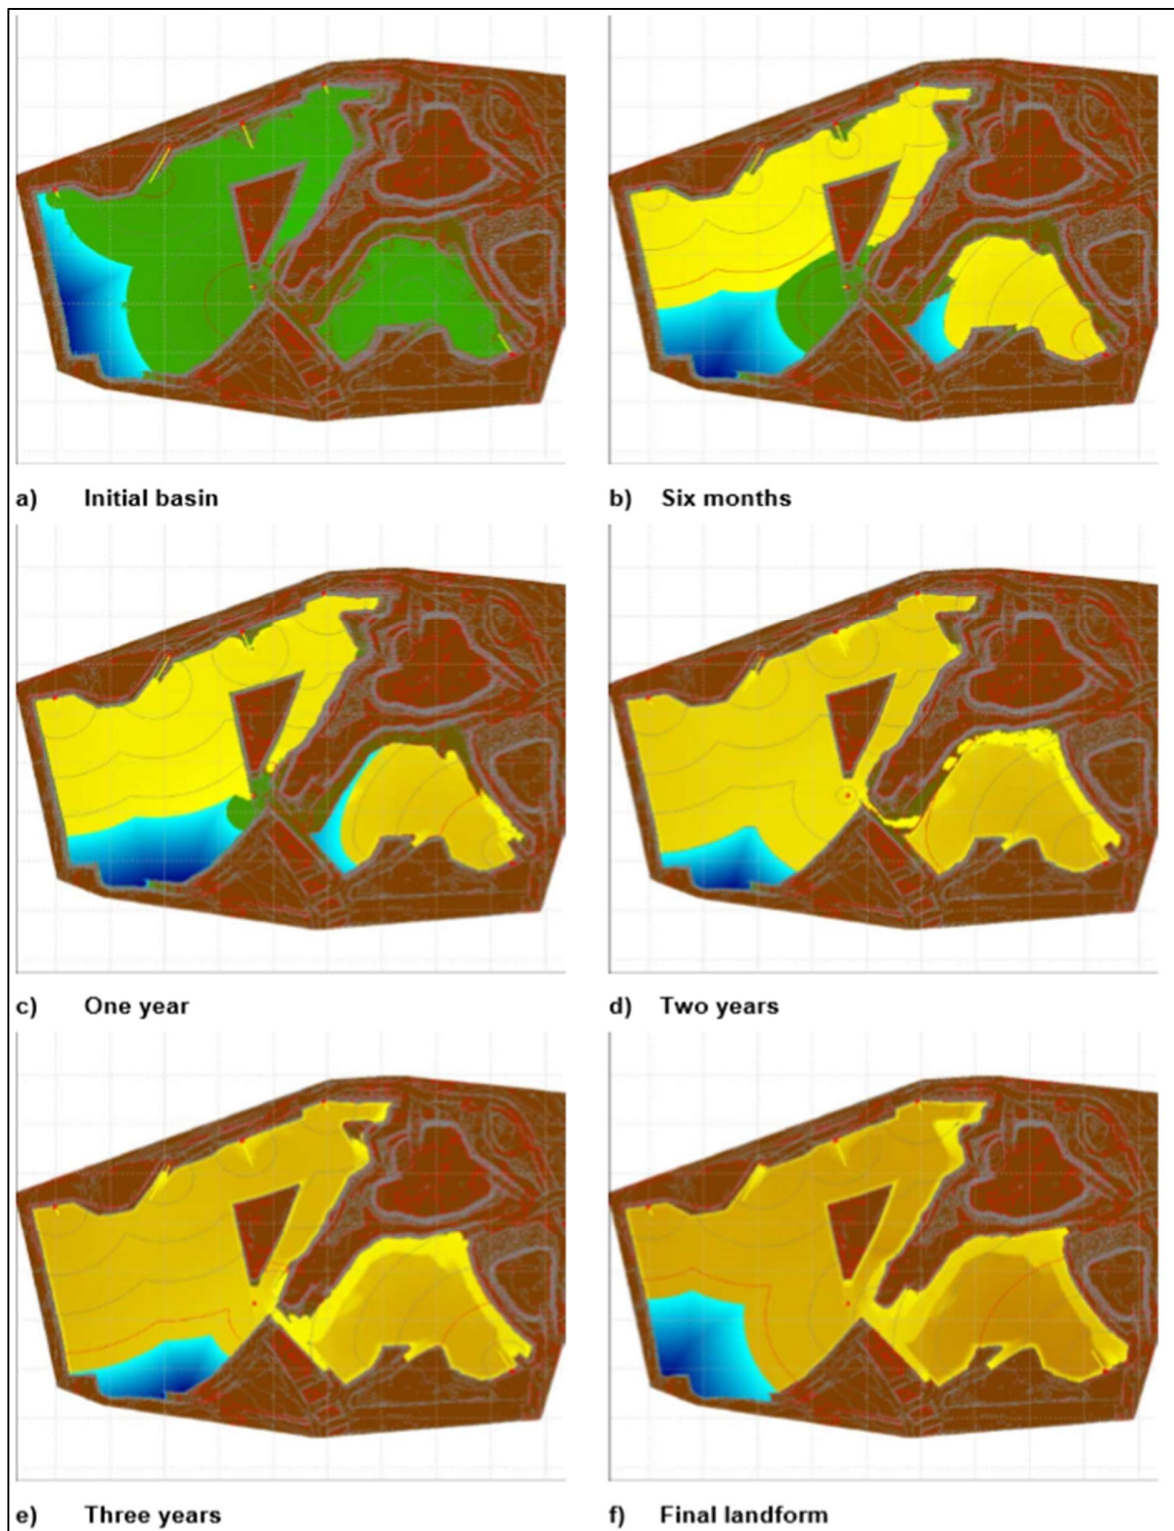 a) Initial basin
b) Six months
c) One year
d) Two years
e) Three years
f) Final landform